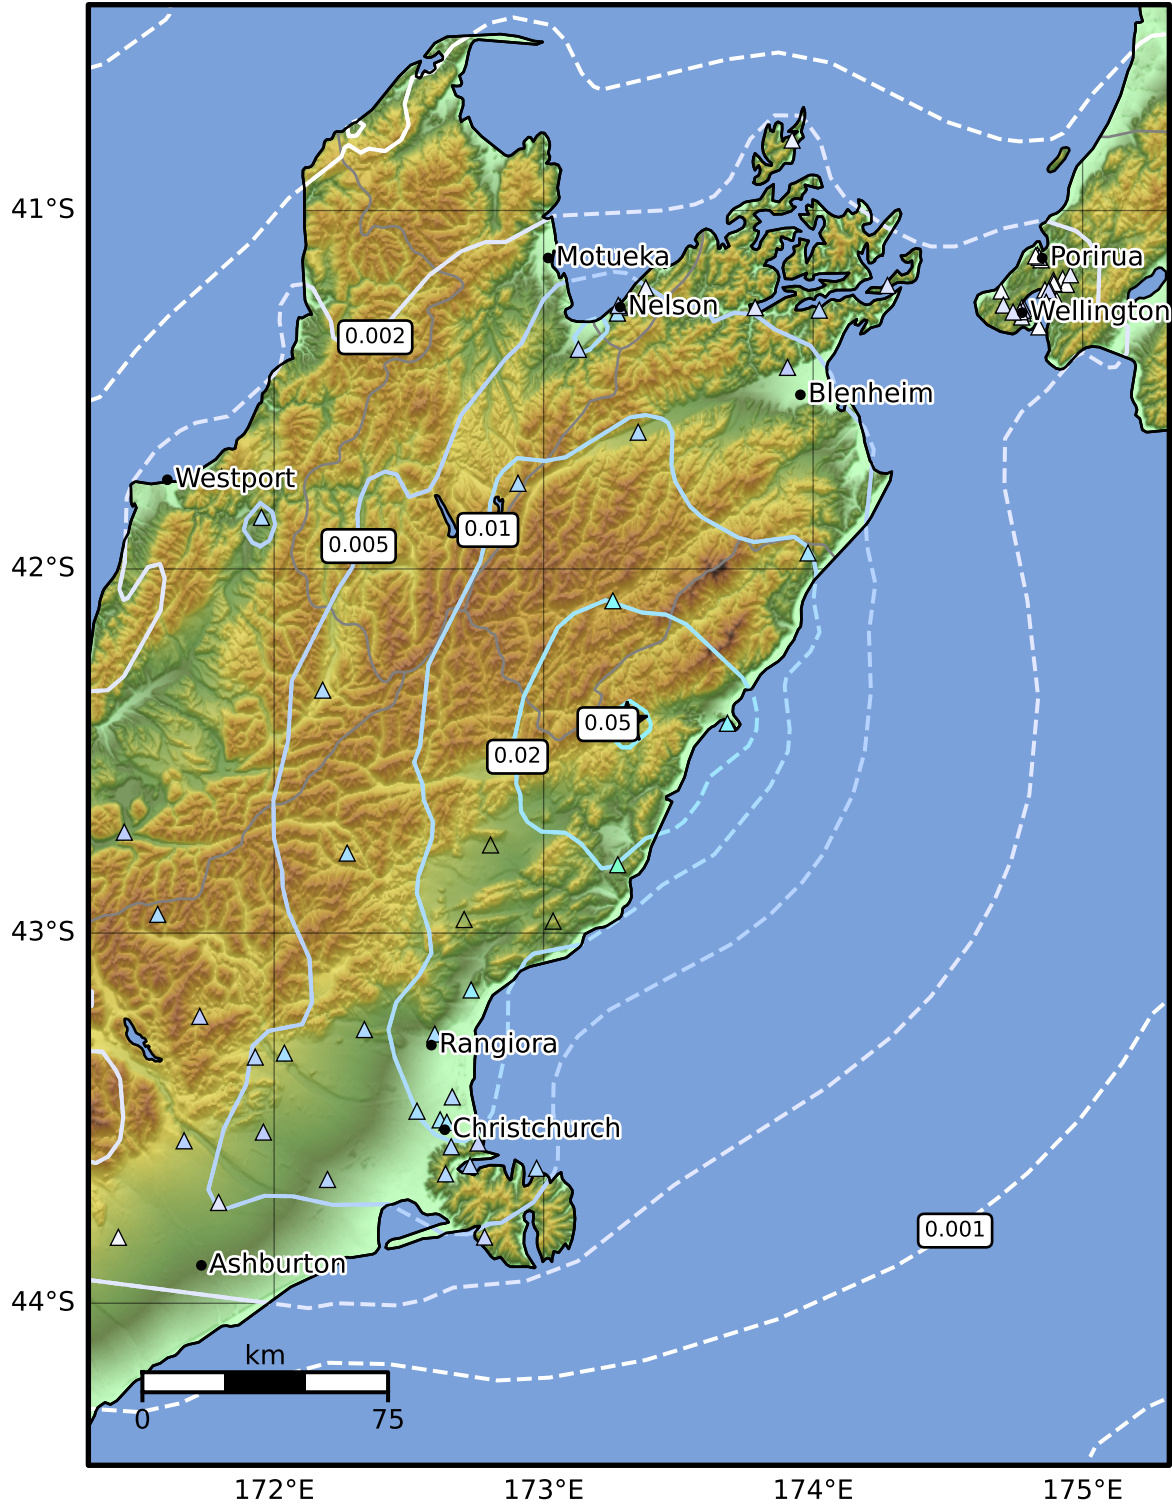 41°S
Motueka
Porirua
Nelson
Wellington
0.002
Blenheim
Westport
0.01
0.005
42°S
0.05
0.02
43°S
Rangiora
Christchurch
0.001
Ashburton
44°S
km
0
75
172°E
173°E
174°E
175°E